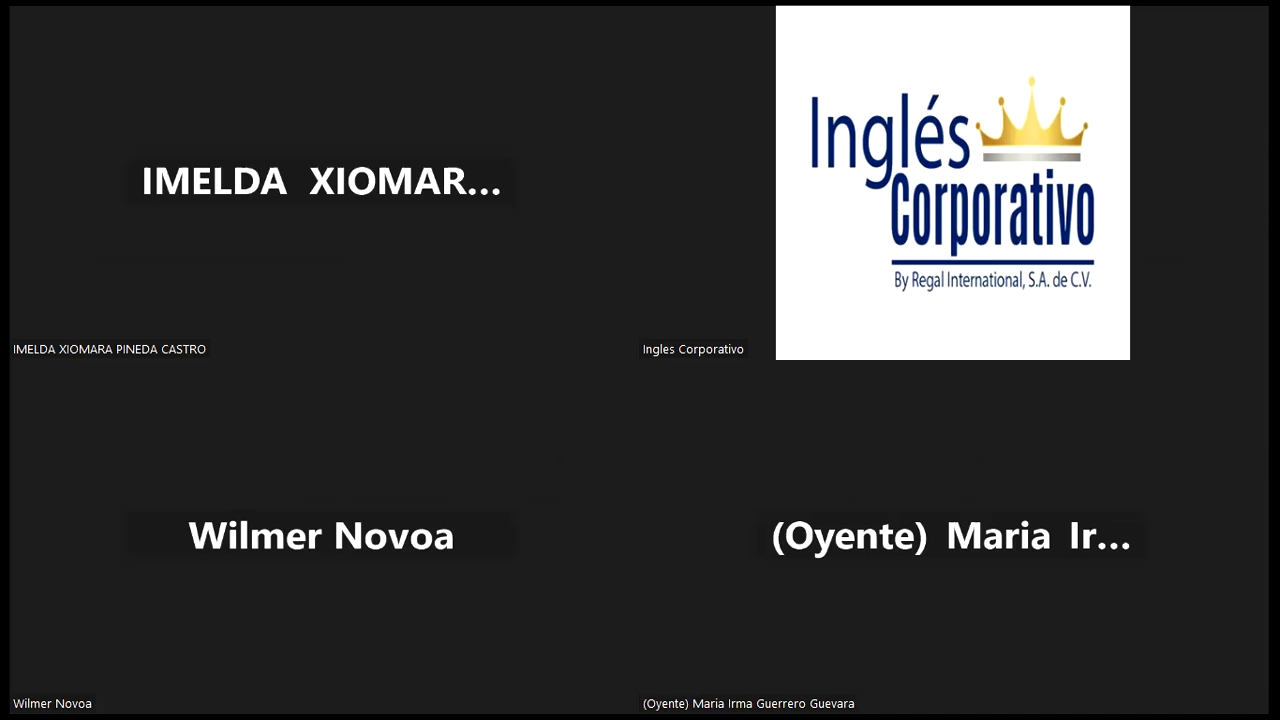 IMELDA XIOMAR...
IMELDA XIOMARA PINEDA CASTRO
Inglés
Corporativo
By Regal International, S.A. de C.V.
Ingles Corporativo
Wilmer Novoa
Wilmer Novoa
(Oyente) Maria Ir...
(Oyente) Maria Irma Guerrero Guevara